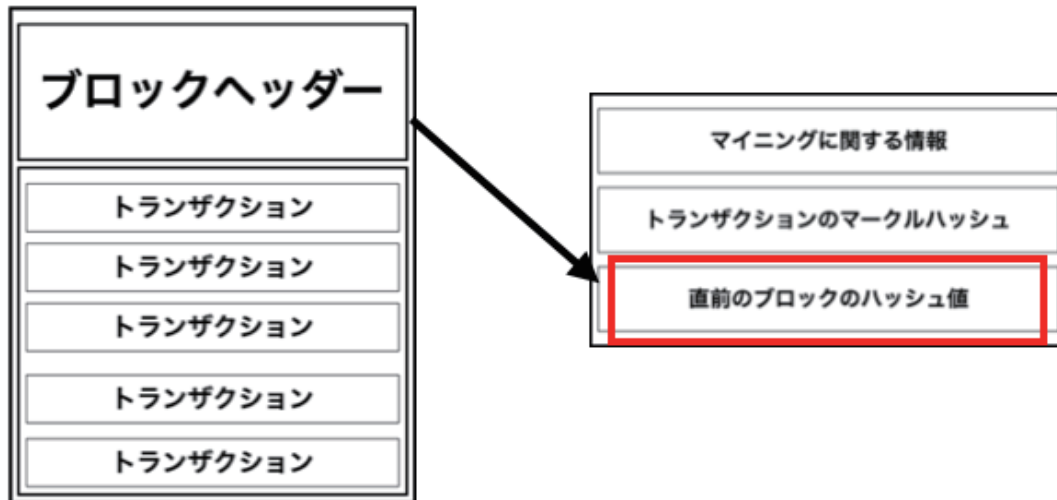 ブロックヘッダー
トランザクション
トランザクション
トランザクション
トランザクション
トランザクション
マイニングに関する情報
トランザクションのマークルハッシュ
直前のブロックのハッシュ値